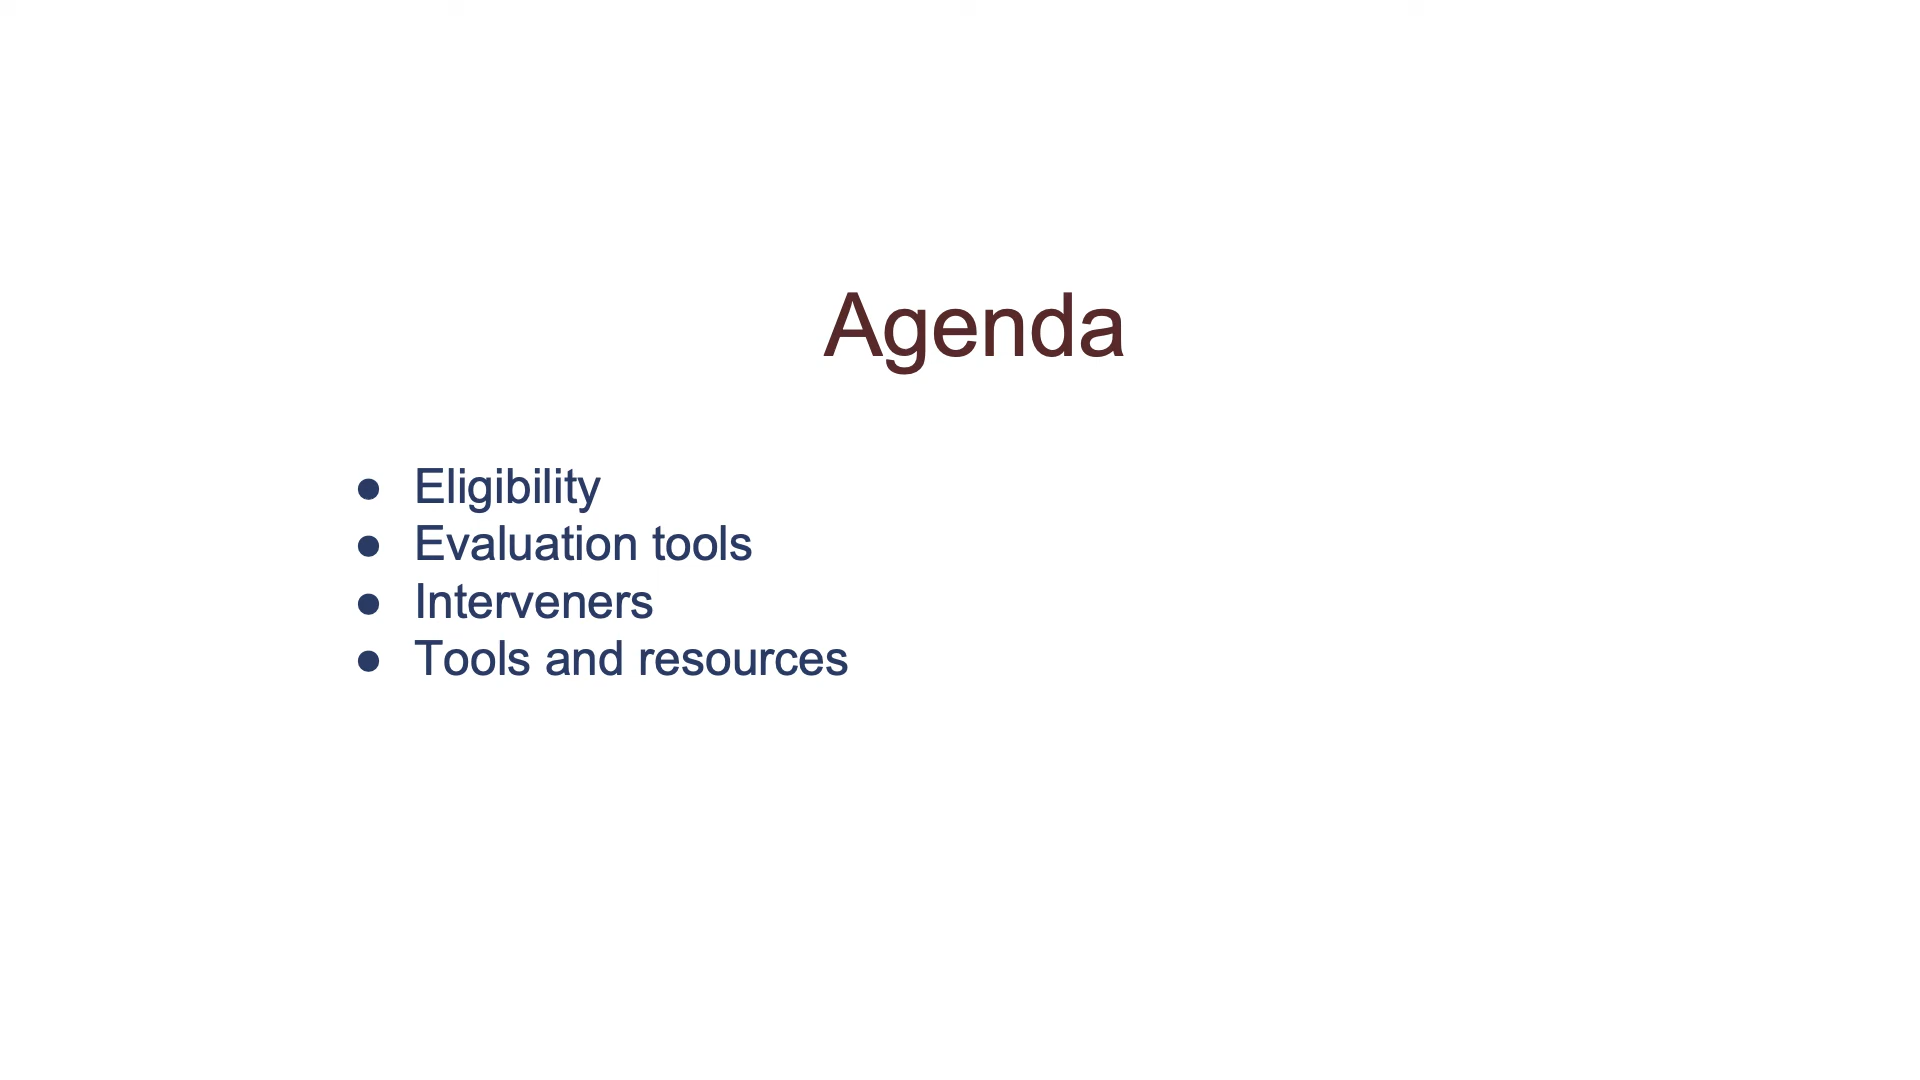 Agenda
● Eligibility
● Evaluation tools
● Interveners
● Tools and resources